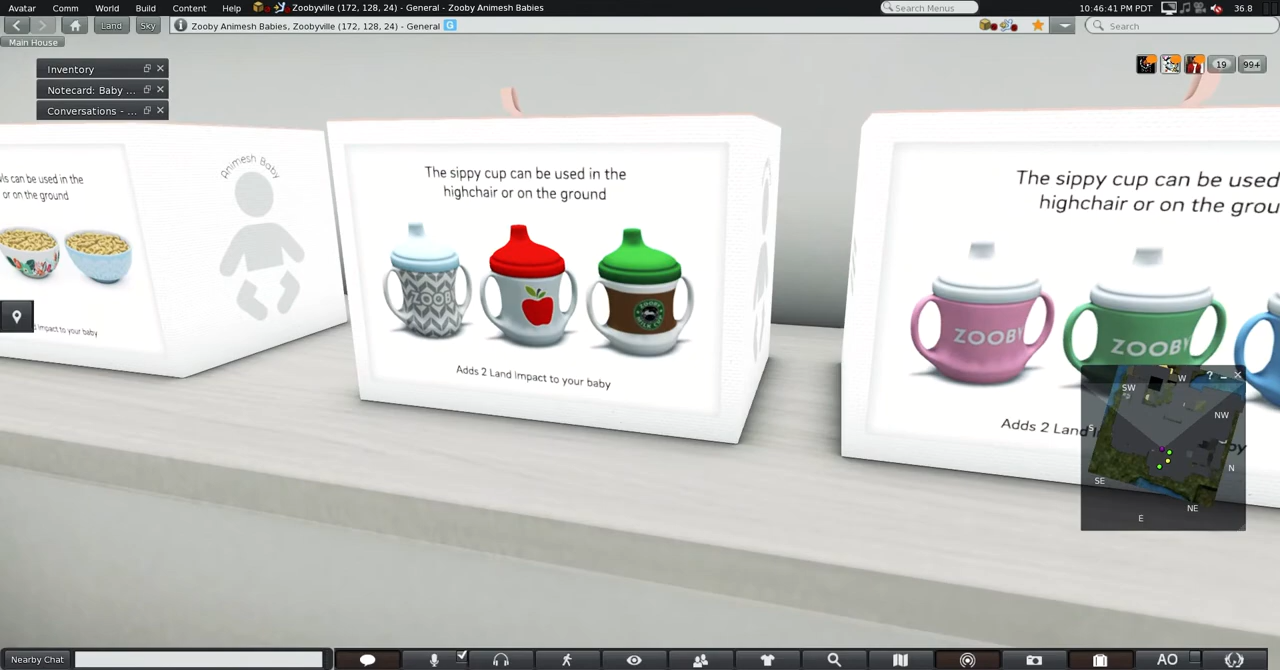 Avatar Comm World Build Content Help Zoobyville (172, 128, 24) - General - Zooby Animesh Babies
Search Menus
10:46:41 PM PDT
36.8
Land
Sky
Zooby Animesh Babies, Zoobyville (172, 128, 24) - General
G
Search
Main House
19
99+
Inventory
Notecard: Baby ...
Conversations - ...
can be used in the
or on the ground
Impact to your baby
Animesh Baby
The sippy cup can be used in the
highchair or on the ground
ZOOB
Adds 2 Land Impact to your baby
The sippy cup can be used
highchair or on the grou
ZOOBY
ZOOBY
Adds 2 Land
?
W
SW
NW
S
N
SE
NE
E
Nearby Chat
AO